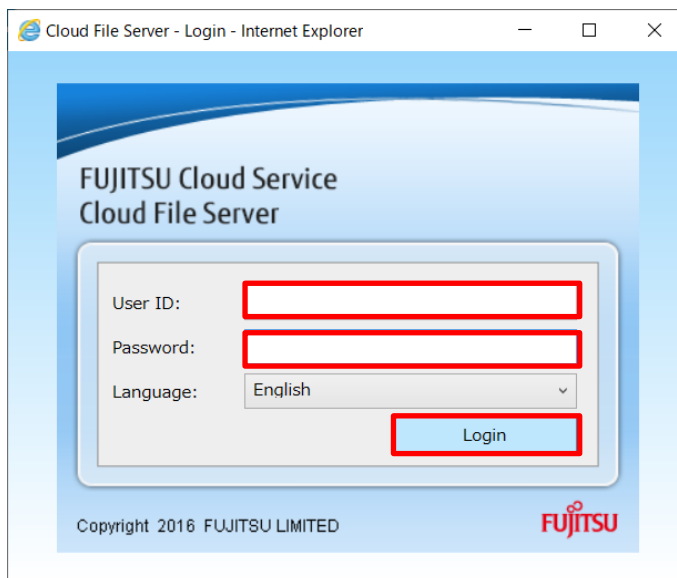 Cloud File Server - Login - Internet Explorer
FUJITSU Cloud Service
Cloud File Server
User ID:
Password:
Language: English
Login
Copyright 2016 FUJITSU LIMITED
FUJITSU